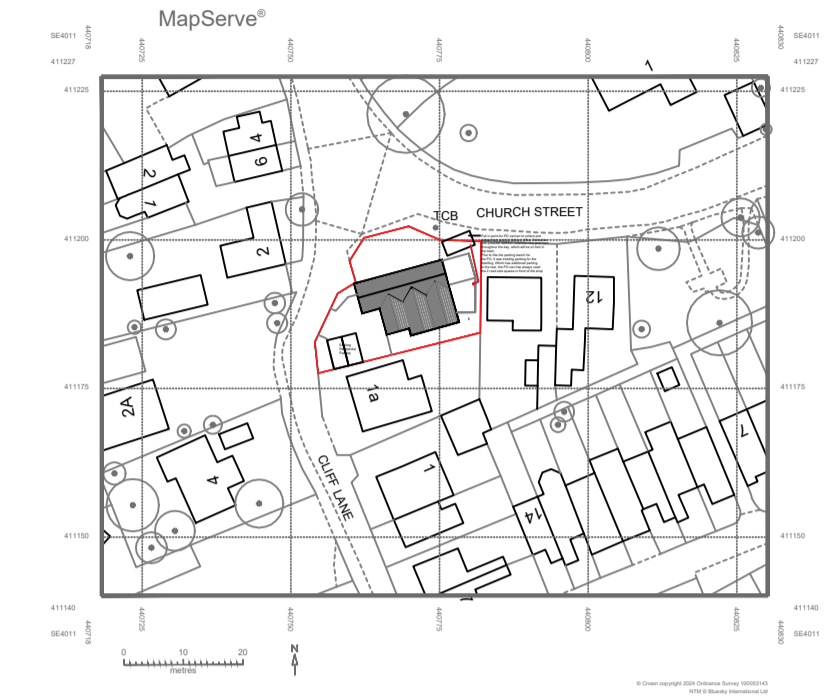 MapServe®
SE4011
440718
440725
440750
440775
440800
440825
440830
SE4011
411227
411227
411225
411225
1
4
6
2
1
TCB
CHURCH STREET
411200
411200
2
12
411175
411175
1a
2A
7
4
CLIFF LANE
1
14
411150
411150
411140
411140
SE4011
440718
440725
440750
440775
440800
440825
440830
SE4011
0 10 20
metres
N
© Crown copyright 2024 Ordnance Survey 100053143
NTM © Bluesky International Ltd